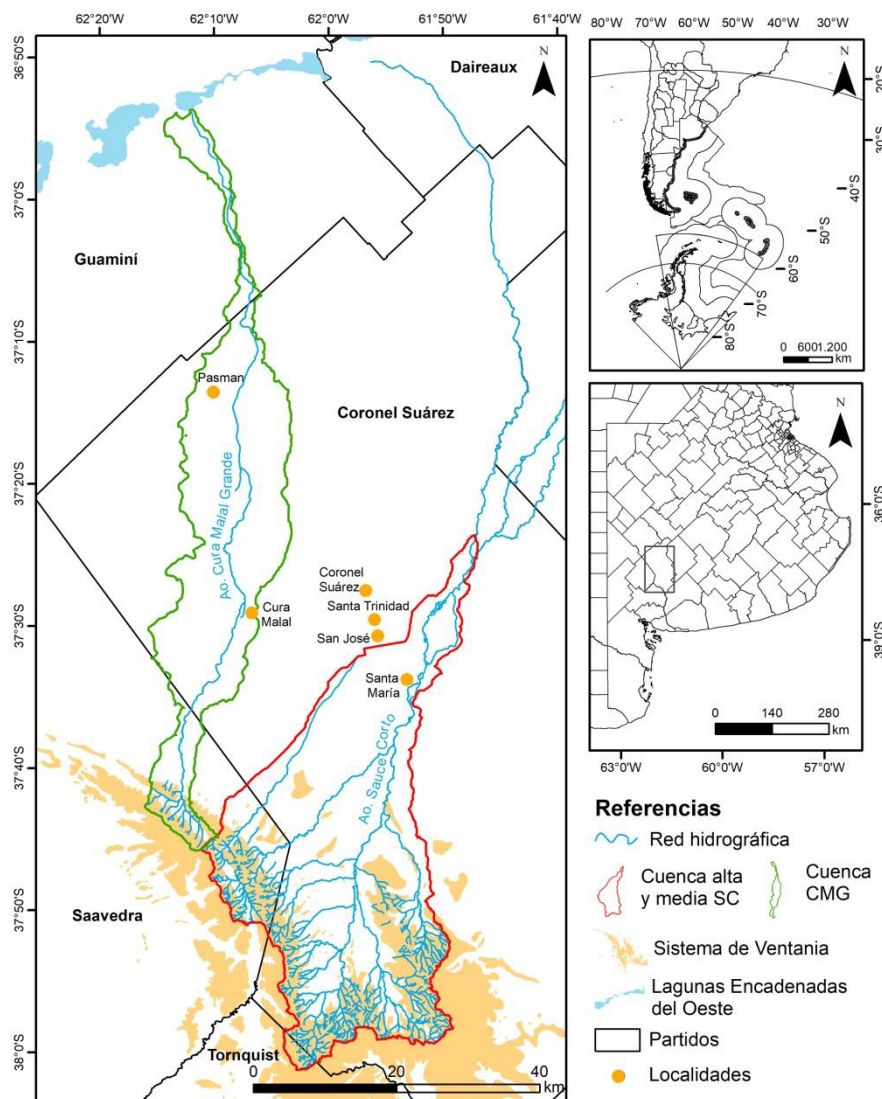 62°20'O 62°10'O 62°00'O 61°50'O 61°40'O
36°50'S
37°0'S
37°10'S
37°20'S
37°30'S
37°40'S
37°50'S
38°0'S
N
Daireaux
Guaminí
Pasman
Coronel Suárez
Ao. Cura Malal Grande
Coronel
Suárez
Santa Trinidad
San José
Cura
Malal
Santa
María
Ao. Sauce Corto
Saavedra
Tornquist
0 20 40
km
80°W 70°W 60°W 50°W 40°W 30°W
N
20°S
30°S
40°S
50°S
60°S
70°S
80°S
0 6001.200
km
N
36°0'S
39°0'S
0 140 280
km
63°0'W 60°0'W 57°0'W
Referencias
Red hidrográfica
Cuenca alta
y media SC
Cuenca
CMG
Sistema de Ventania
Lagunas Encadenadas
del Oeste
Partidos
Localidades